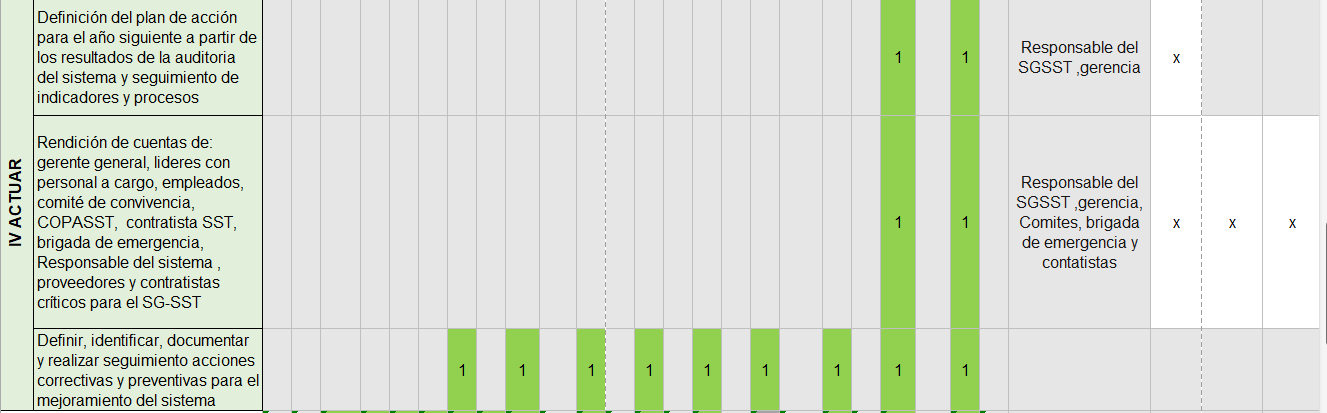 IV ACTUAR
Definición del plan de acción
para el año siguiente a partir de
los resultados de la auditoria
del sistema y seguimiento de
indicadores y procesos
1
1
Responsable del
SGSST ,gerencia
x
Rendición de cuentas de:
gerente general, lideres con
personal a cargo, empleados,
comité de convivencia,
COPASST,  contratista SST,
brigada de emergencia,
Responsable del sistema ,
proveedores y contratistas
críticos para el SG-SST
1
1
Responsable del
SGSST ,gerencia,
Comites, brigada
de emergencia y
contatistas
x
x
x
Definir, identificar, documentar
y realizar seguimiento acciones
correctivas y preventivas para el
mejoramiento del sistema
1
1
1
1
1
1
1
1
1